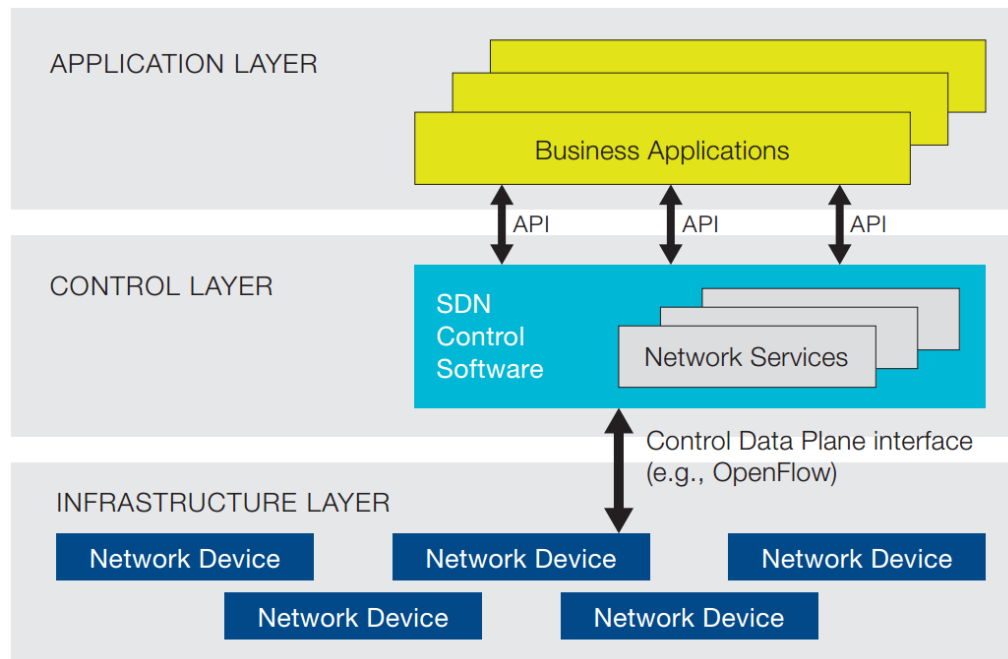 APPLICATION LAYER
Business Applications
API
API
API
CONTROL LAYER
SDN
Control
Software
Network Services
Control Data Plane interface
(e.g., OpenFlow)
INFRASTRUCTURE LAYER
Network Device
Network Device
Network Device
Network Device
Network Device